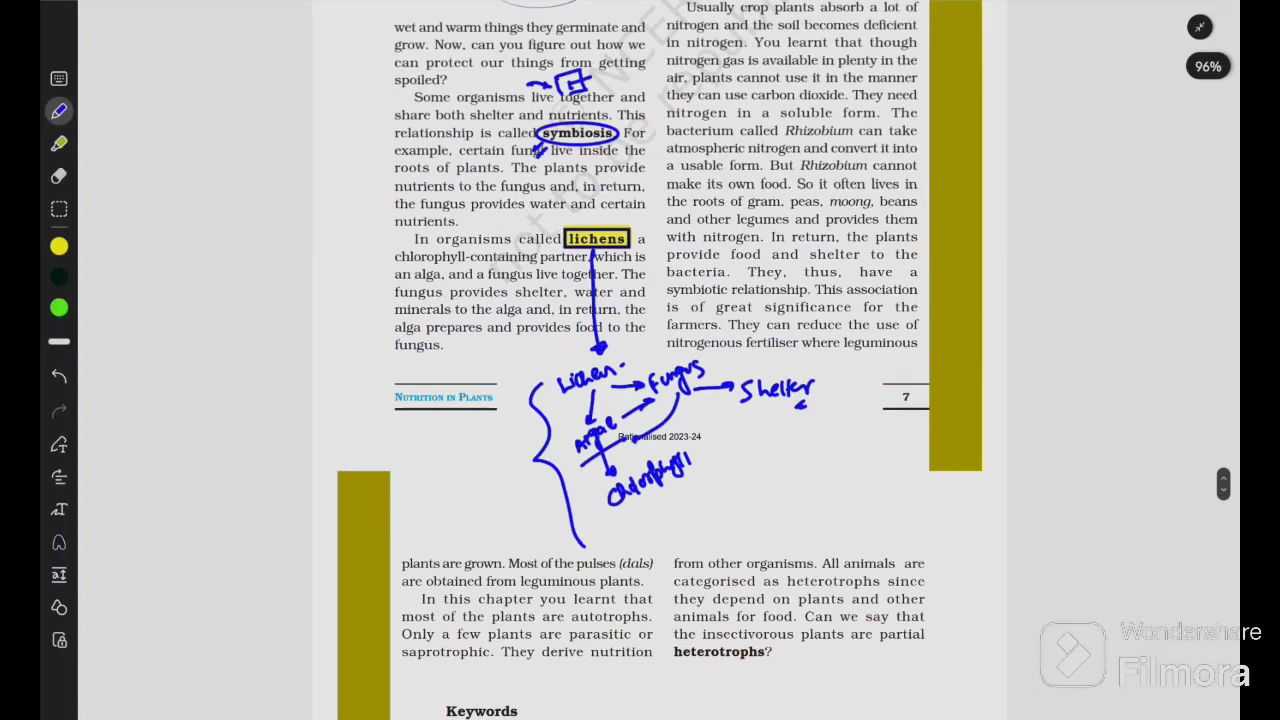 96%
wet and warm things they germinate and
grow. Now, can you figure out how we
can protect our things from getting
spoiled?
Some organisms live together and
share both shelter and nutrients. This
relationship is called symbiosis. For
example, certain fungi live inside the
roots of plants. The plants provide
nutrients to the fungus and, in return,
the fungus provides water and certain
nutrients.
In organisms called lichens, a
chlorophyll-containing partner, which is
an alga, and a fungus live together. The
fungus provides shelter, water and
minerals to the alga and, in return, the
alga prepares and provides food to the
fungus.
Usually crop plants absorb a lot of
nitrogen and the soil becomes deficient
in nitrogen. You learnt that though
nitrogen gas is available in plenty in the
air, plants cannot use it in the manner
they can use carbon dioxide. They need
nitrogen in a soluble form. The
bacterium called Rhizobium can take
atmospheric nitrogen and convert it into
a usable form. But Rhizobium cannot
make its own food. So it often lives in
the roots of gram, peas, moong, beans
and other legumes and provides them
with nitrogen. In return, the plants
provide food and shelter to the
bacteria. They, thus, have a
symbiotic relationship. This association
is of great significance for the
farmers. They can reduce the use of
nitrogenous fertiliser where leguminous
not to be
Lichen
Fungus
Shelter
Algae
Chlorophyll
Nutrition in Plants
7
Rationalised 2023-24
plants are grown. Most of the pulses (dals)
are obtained from leguminous plants.
In this chapter you learnt that
most of the plants are autotrophs.
Only a few plants are parasitic or
saprotrophic. They derive nutrition
from other organisms. All animals are
categorised as heterotrophs since
they depend on plants and other
animals for food. Can we say that
the insectivorous plants are partial
heterotrophs?
Keywords
Wondershare
Filmora